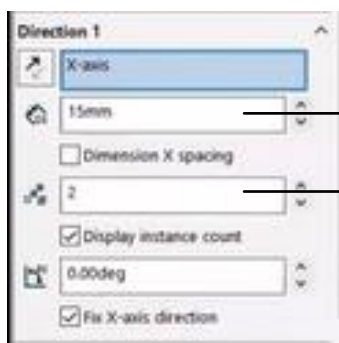 Direction 1
X-axis
15mm
Dimension X spacing
2
Display instance count
0.00deg
Fix X-axis direction